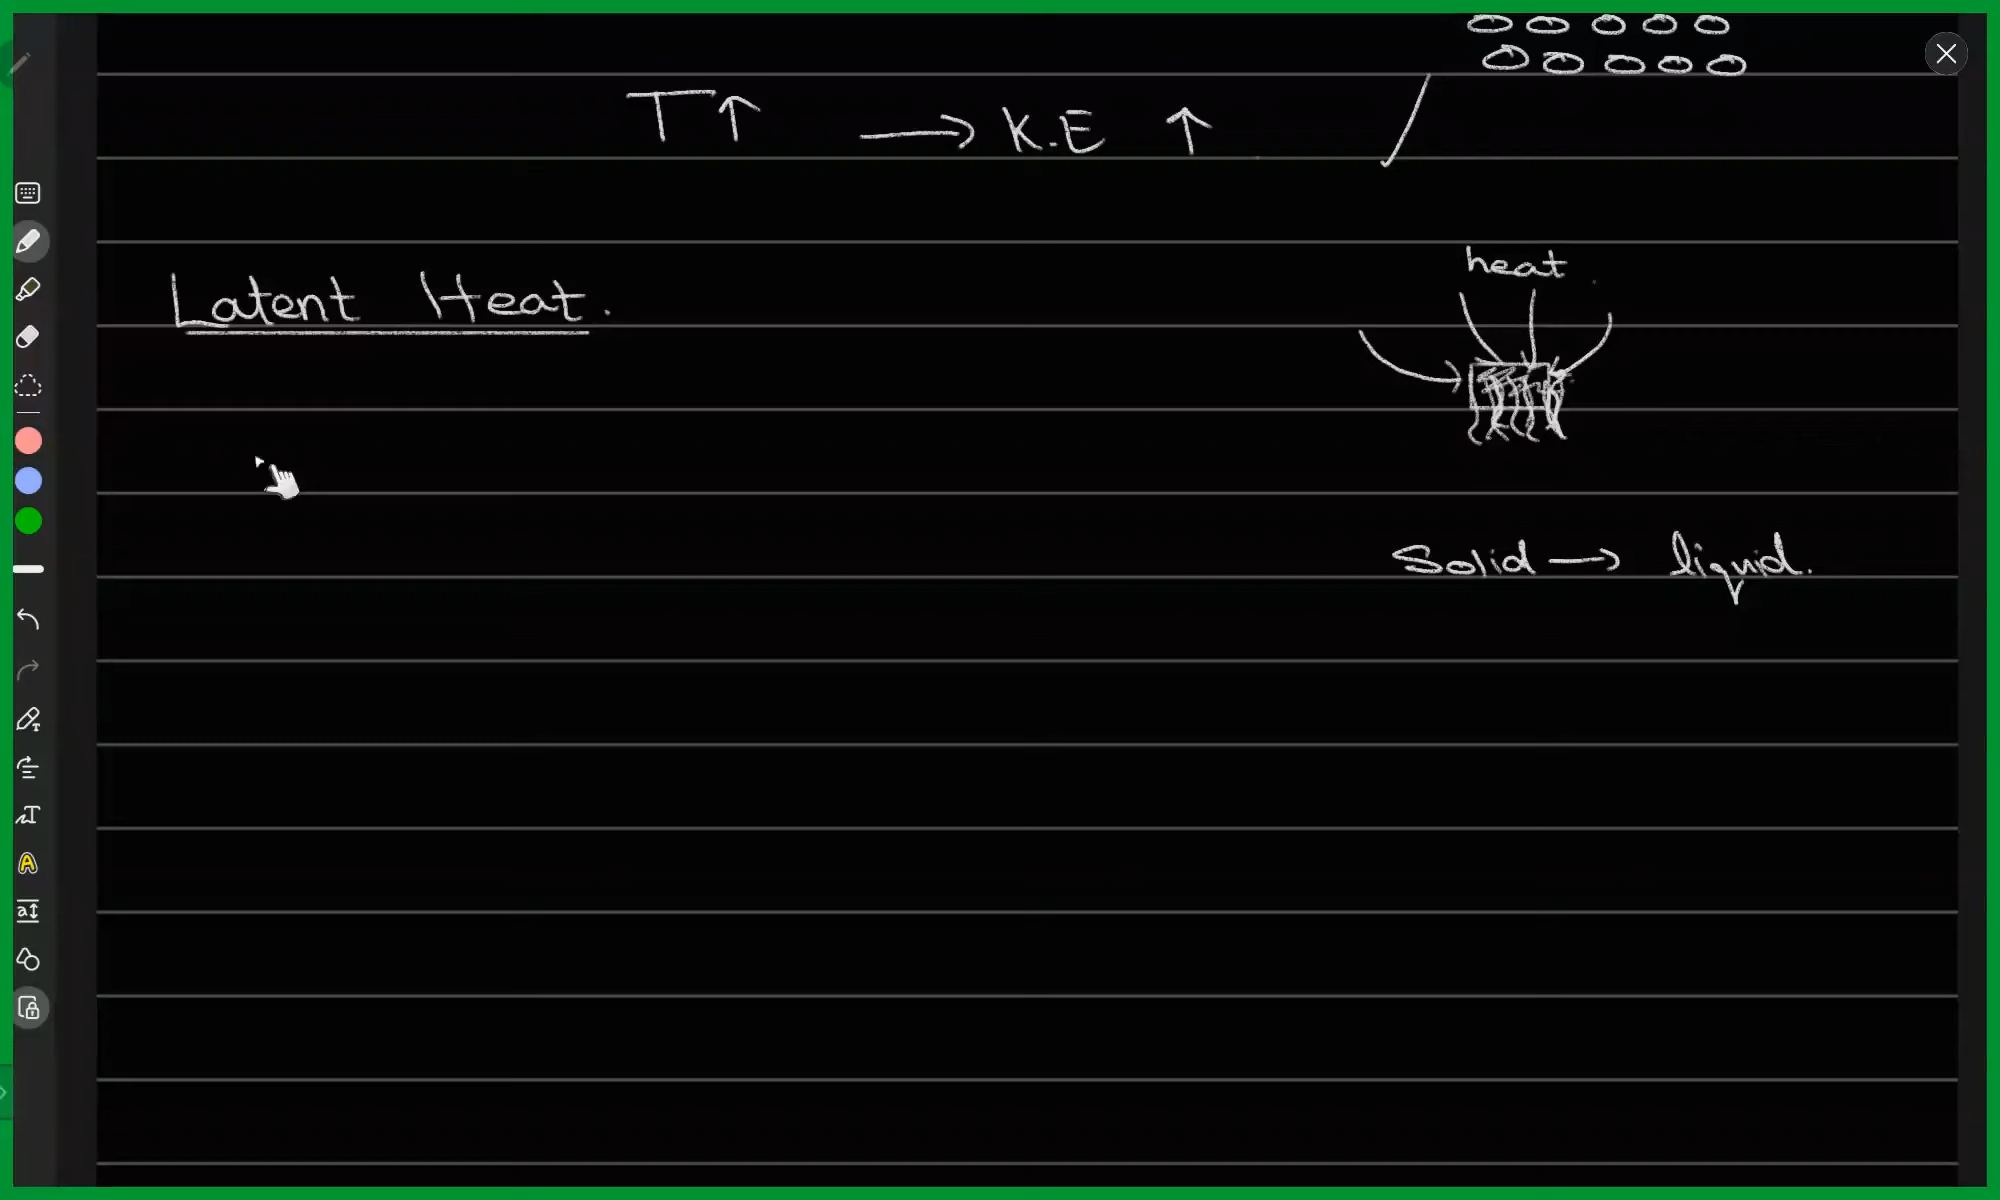 T↑ → K.E ↑
Latent Heat.
heat
Solid → liquid.